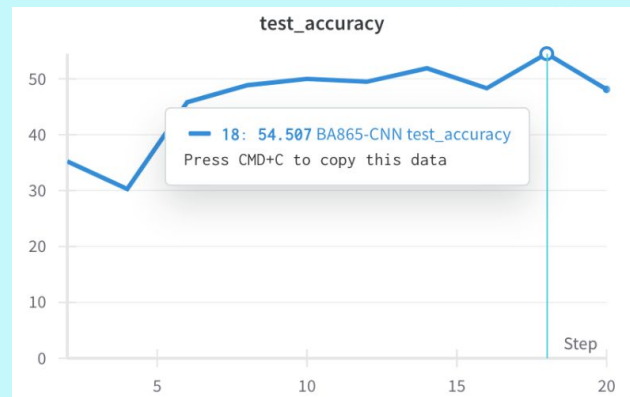 test_accuracy
50
40
18: 54.507 BA865-CNN test_accuracy
Press CMD+C to copy this data
30
20
10
0
Step
5 10 15 20